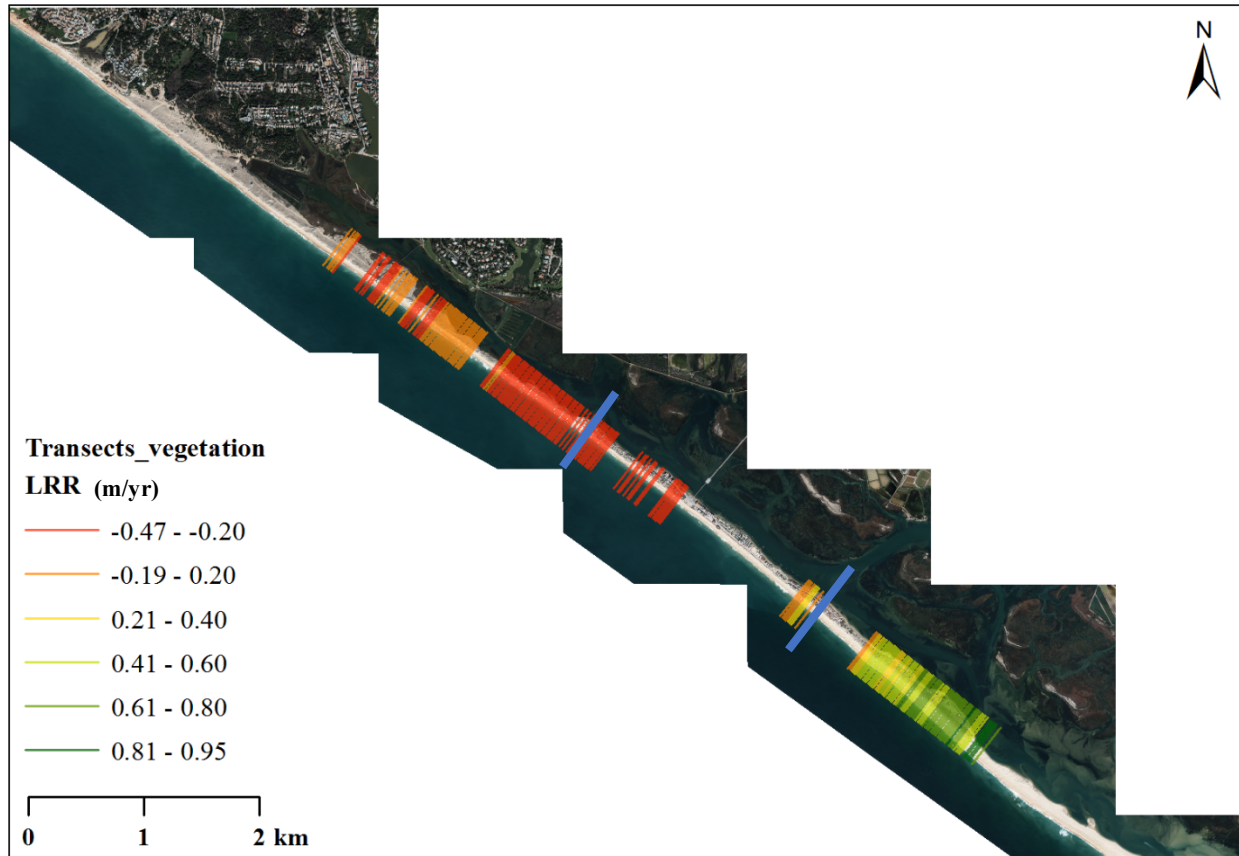 N
Transects_vegetation
LRR (m/yr)
-0.47 - -0.20
-0.19 - 0.20
0.21 - 0.40
0.41 - 0.60
0.61 - 0.80
0.81 - 0.95
0 1 2 km